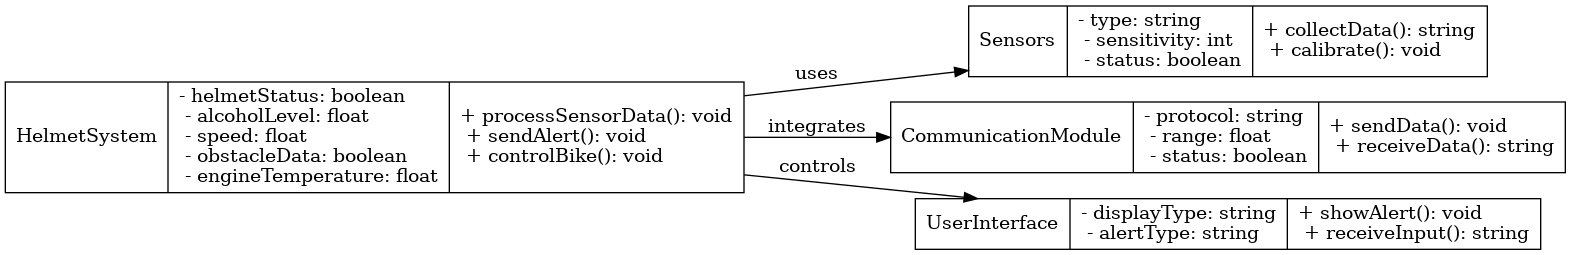 HelmetSystem
- helmetStatus: boolean
- alcoholLevel: float
- speed: float
- obstacleData: boolean
- engineTemperature: float
+ processSensorData(): void
+ sendAlert(): void
+ controlBike(): void
uses
integrates
controls
Sensors
- type: string
- sensitivity: int
- status: boolean
+ collectData(): string
+ calibrate(): void
CommunicationModule
- protocol: string
- range: float
- status: boolean
+ sendData(): void
+ receiveData(): string
UserInterface
- displayType: string
- alertType: string
+ showAlert(): void
+ receiveInput(): string